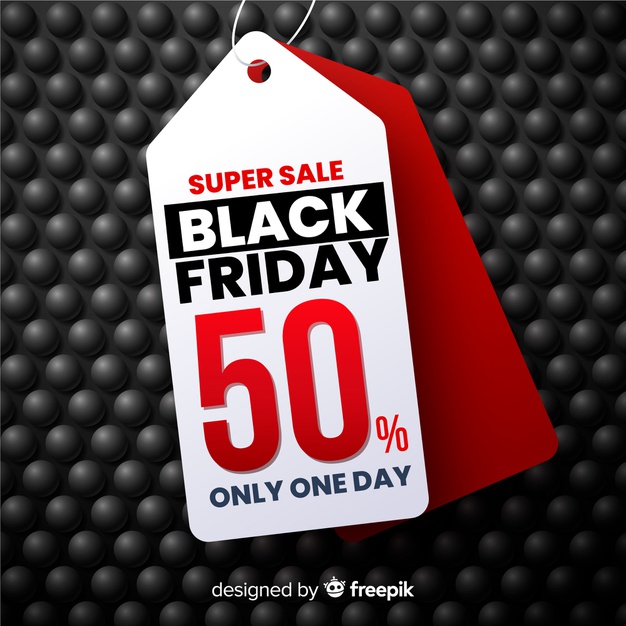 SUPER SALE
BLACK
FRIDAY
50%
ONLY ONE DAY
designed by freepik